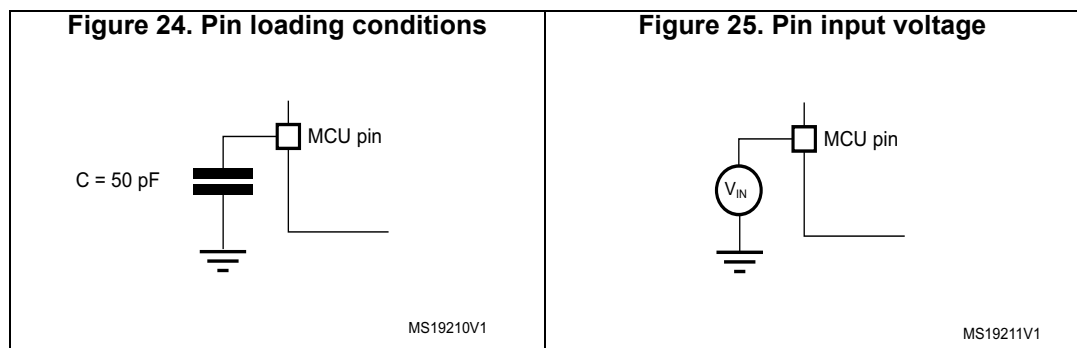 Figure 24. Pin loading conditions
MCU pin
C = 50 pF
MS19210V1
Figure 25. Pin input voltage
MCU pin
VIN
MS19211V1